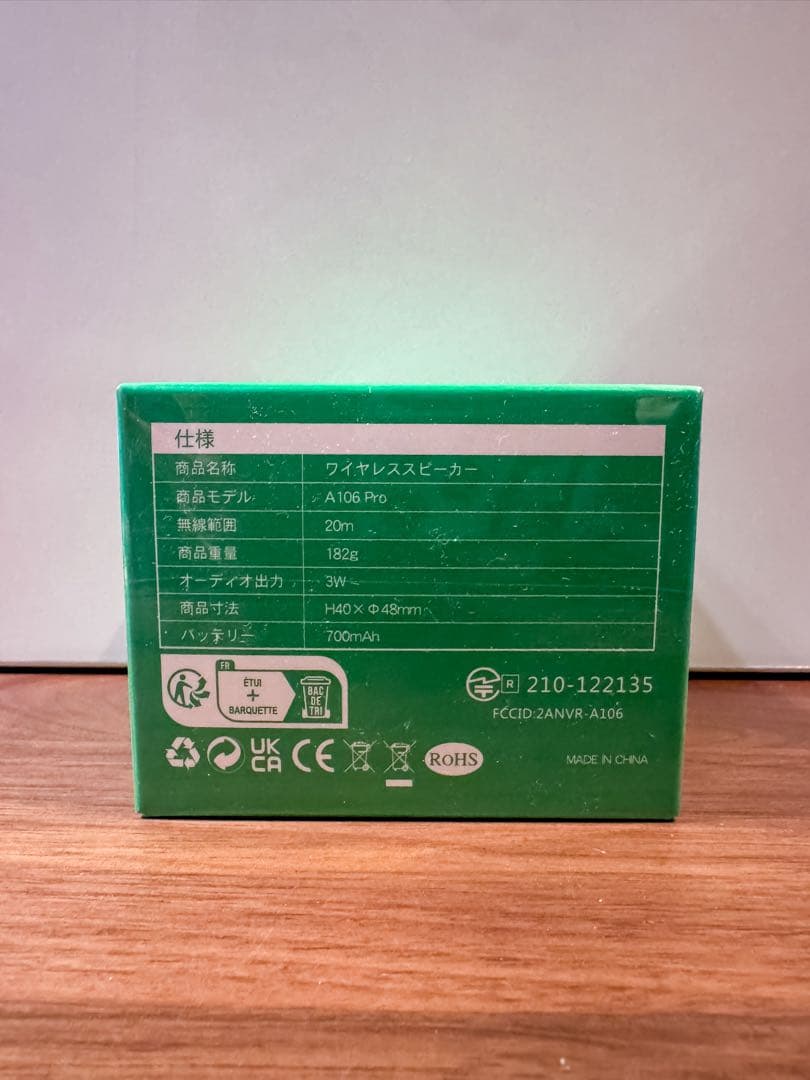 仕様
商品名称 ワイヤレススピーカー
商品モデル A106 Pro
無線範囲 20m
商品重量 182g
オーディオ出力 3W
商品寸法 H40×Φ48mm
バッテリー 700mAh
FR
ÉTUI
+
BARQUETTE
BAC
DE
TRI
R 210-122135
FCCID:2ANVR-A106
UK
CA
CE
RoHS
MADE IN CHINA